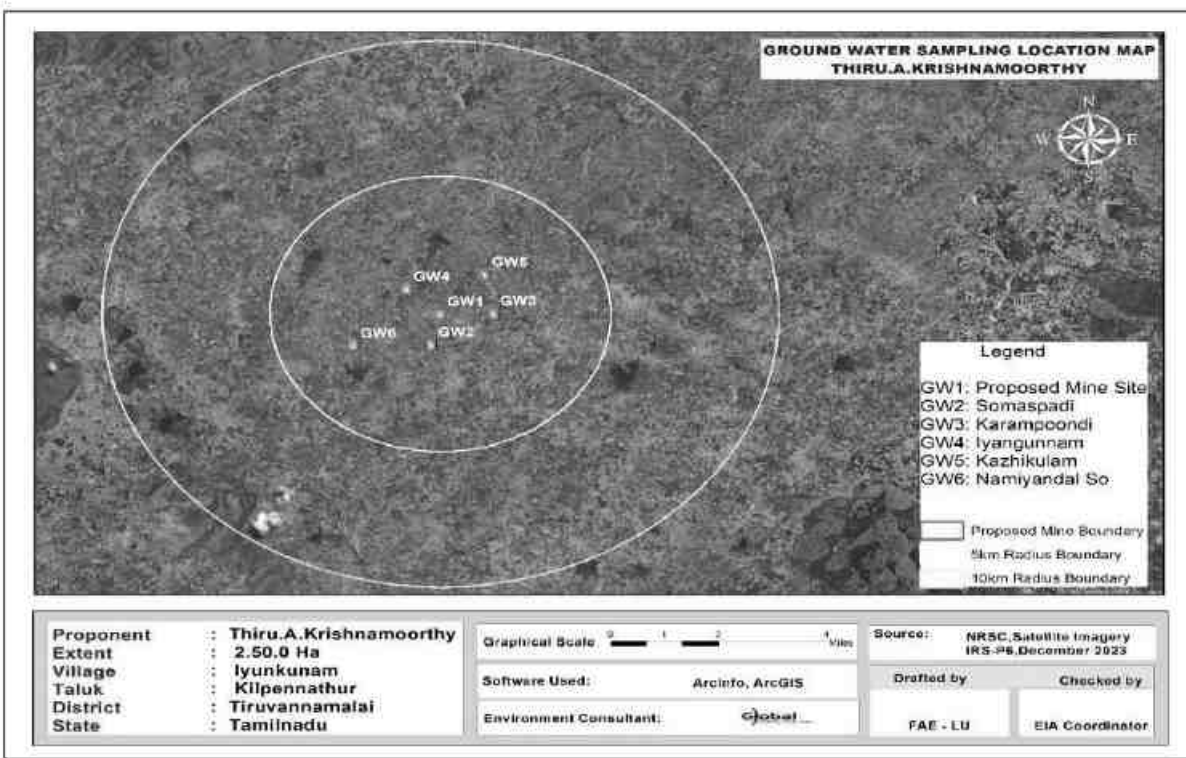 GROUND WATER SAMPLING LOCATION MAP
THIRU.A.KRISHNAMOORTHY
N
W E
S
GW5
GW4
GW1 GW3
GW6 GW2
Legend
GW1: Proposed Mine Site
GW2: Somaspadi
GW3: Karampoondi
GW4: Iyangunnam
GW5: Kazhikulam
GW6: Namiyandal So
Proposed Mine Boundary
5km Radius Boundary
10km Radius Boundary
Proponent : Thiru.A.Krishnamoorthy
Extent : 2.50.0 Ha
Village : Iyunkunam
Taluk : Kilpennathur
District : Tiruvannamalai
State : Tamilnadu
Graphical Scale 0 1 2 4 Miles
Software Used: ArcInfo, ArcGIS
Environment Consultant: Global
Source: NRSC,Satellite Imagery
IRS-P6,December 2023
Drafted by Checked by
FAE - LU EIA Coordinator